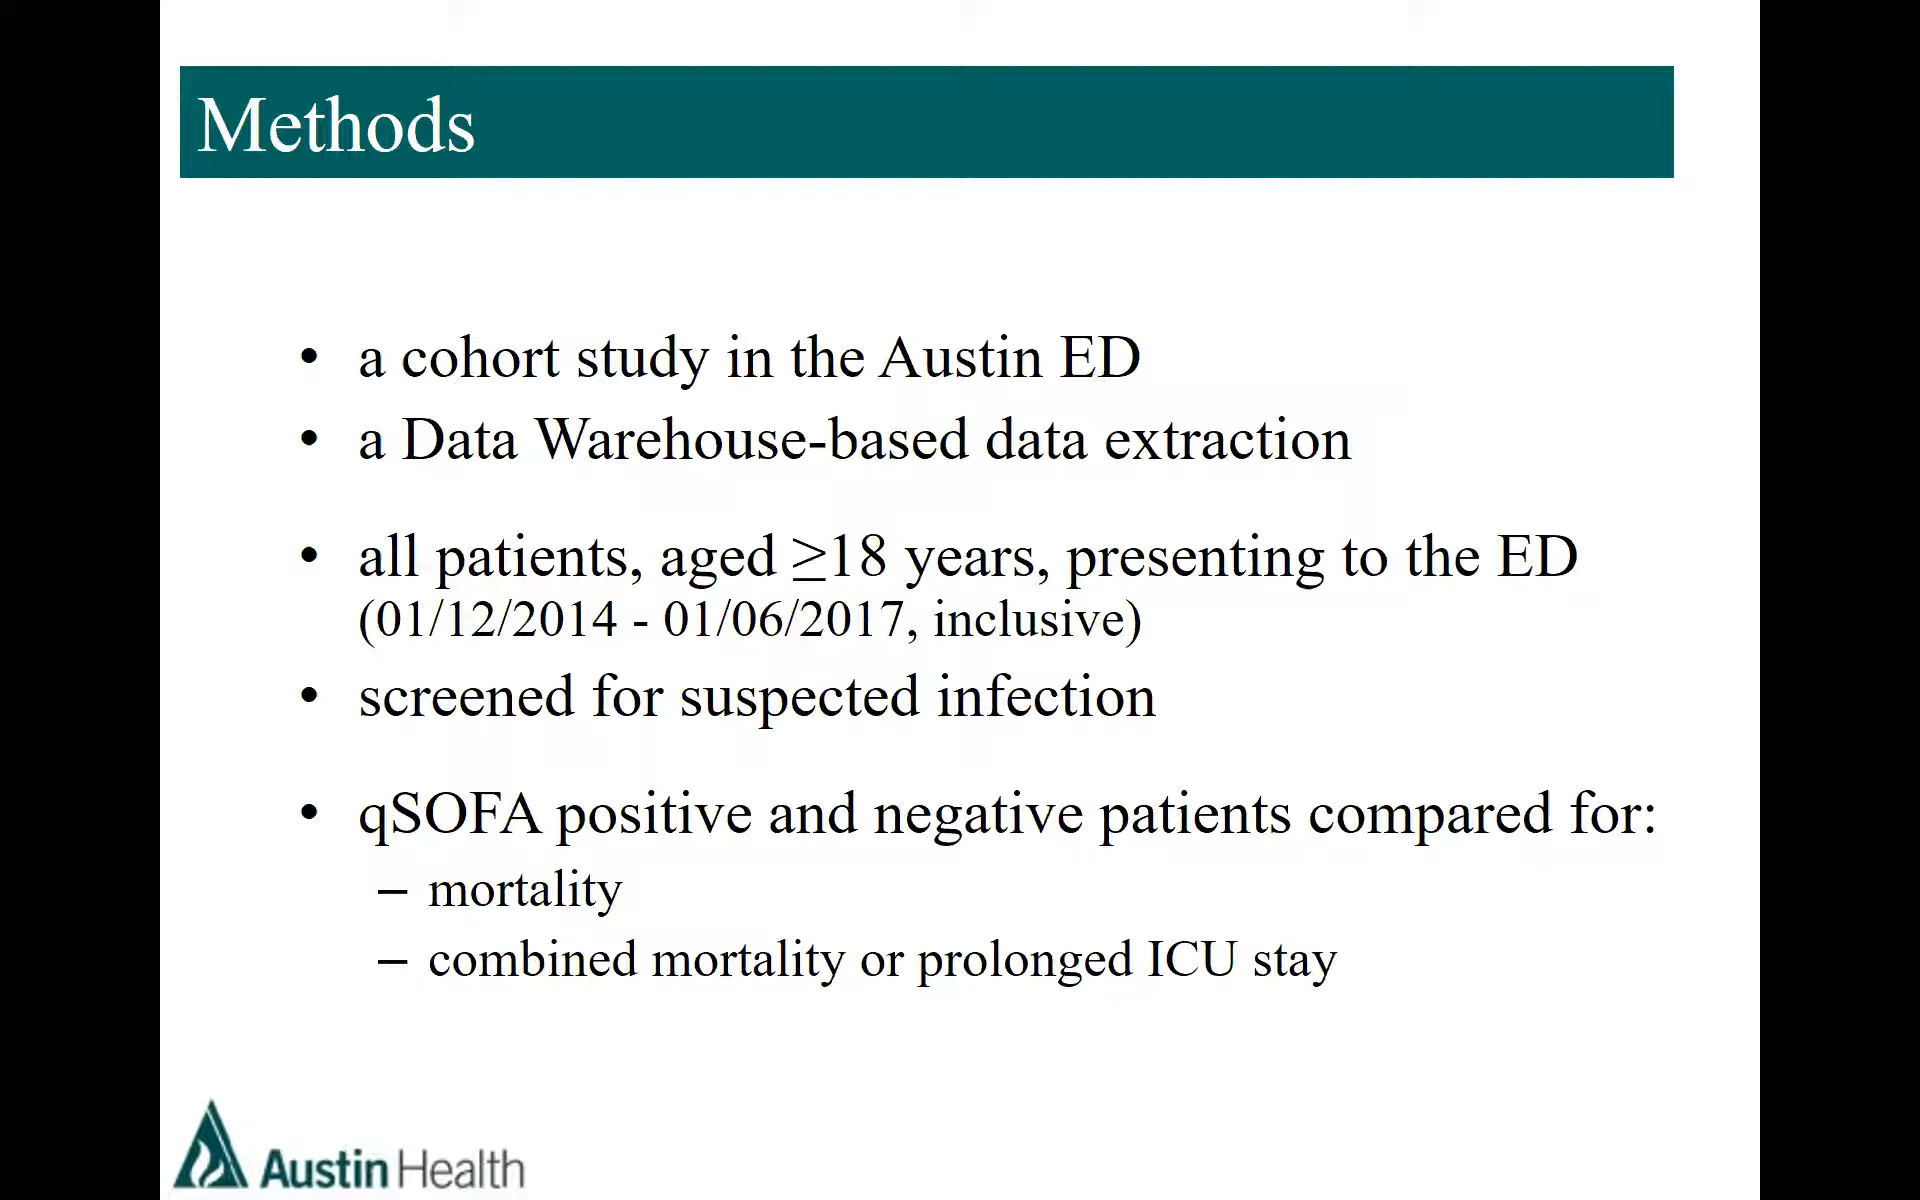 Methods
• a cohort study in the Austin ED
• a Data Warehouse-based data extraction
• all patients, aged ≥18 years, presenting to the ED
(01/12/2014 - 01/06/2017, inclusive)
• screened for suspected infection
• qSOFA positive and negative patients compared for:
– mortality
– combined mortality or prolonged ICU stay
Austin Health